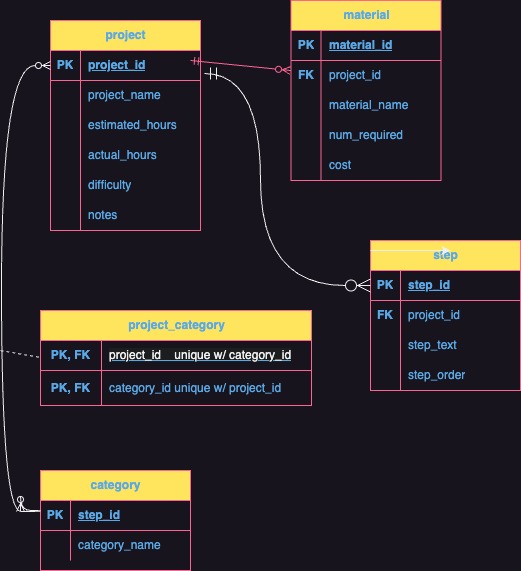 project
PK project_id
project_name
estimated_hours
actual_hours
difficulty
notes
material
PK material_id
FK project_id
material_name
num_required
cost
step
PK step_id
FK project_id
step_text
step_order
project_category
PK, FK project_id unique w/ category_id
PK, FK category_id unique w/ project_id
category
PK step_id
category_name